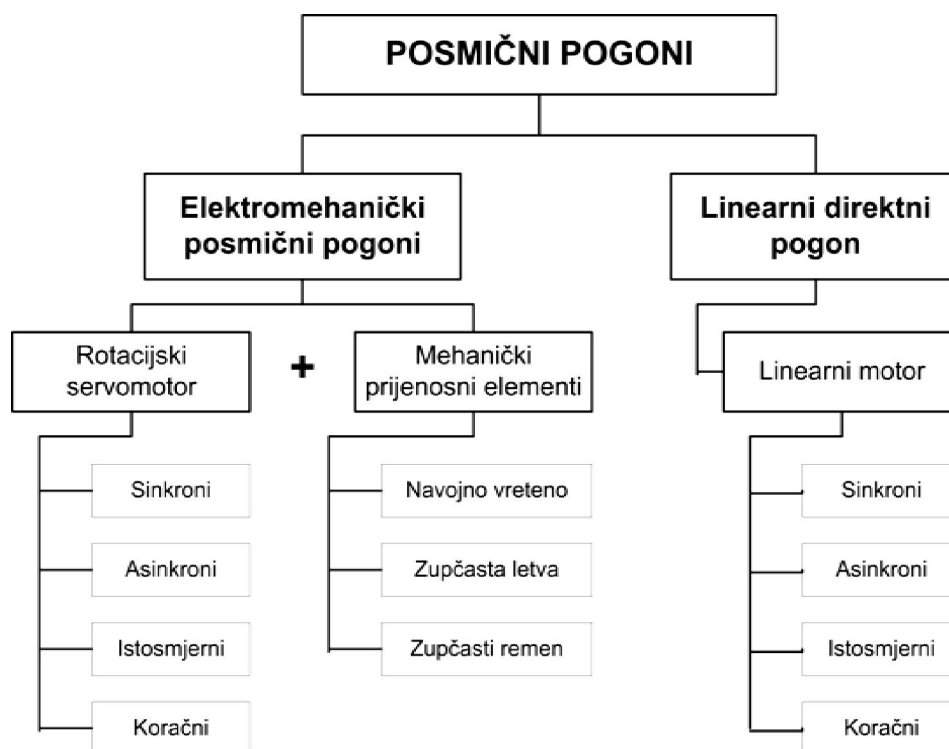 POSMIČNI POGONI
Elektromehanički
posmični pogoni
Linearni direktni
pogon
Rotacijski
servomotor
+
Mehanički
prijenosni elementi
Linearni motor
Sinkroni
Asinkroni
Istosmjerni
Koračni
Navojno vreteno
Zupčasta letva
Zupčasti remen
Sinkroni
Asinkroni
Istosmjerni
Koračni